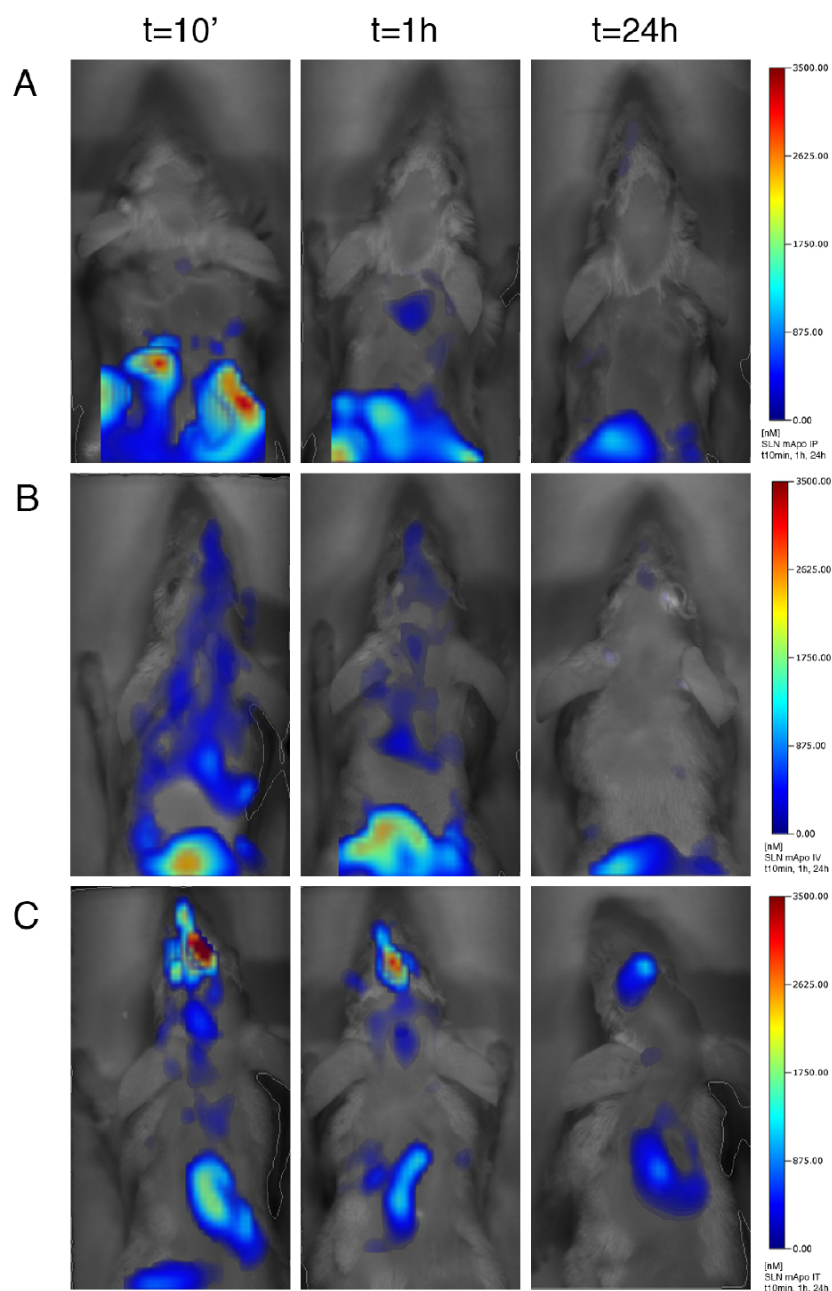 t=10’
t=1h
t=24h
A
3500.00
2625.00
1750.00
875.00
0.00
[nM]
SLN mApo IP
t10min, 1h, 24h
B
3500.00
2625.00
1750.00
875.00
0.00
[nM]
SLN mApo IV
t10min, 1h, 24h
C
3500.00
2625.00
1750.00
875.00
0.00
[nM]
SLN mApo IT
t10min, 1h, 24h